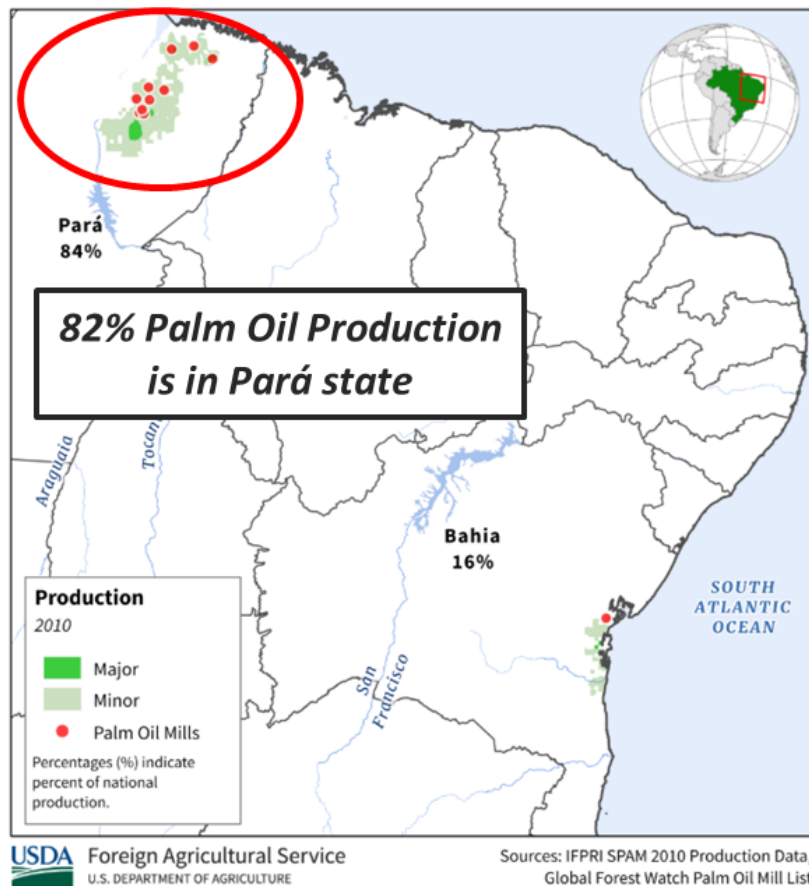 Pará
84%
82% Palm Oil Production
is in Pará state
Araguaia
Tocan
Bahia
16%
SOUTH
ATLANTIC
OCEAN
San
Francisco
Production
2010
Major
Minor
Palm Oil Mills
Percentages (%) indicate
percent of national
production.
USDA
Foreign Agricultural Service
U.S. DEPARTMENT OF AGRICULTURE
Sources: IFPRI SPAM 2010 Production Data,
Global Forest Watch Palm Oil Mill List